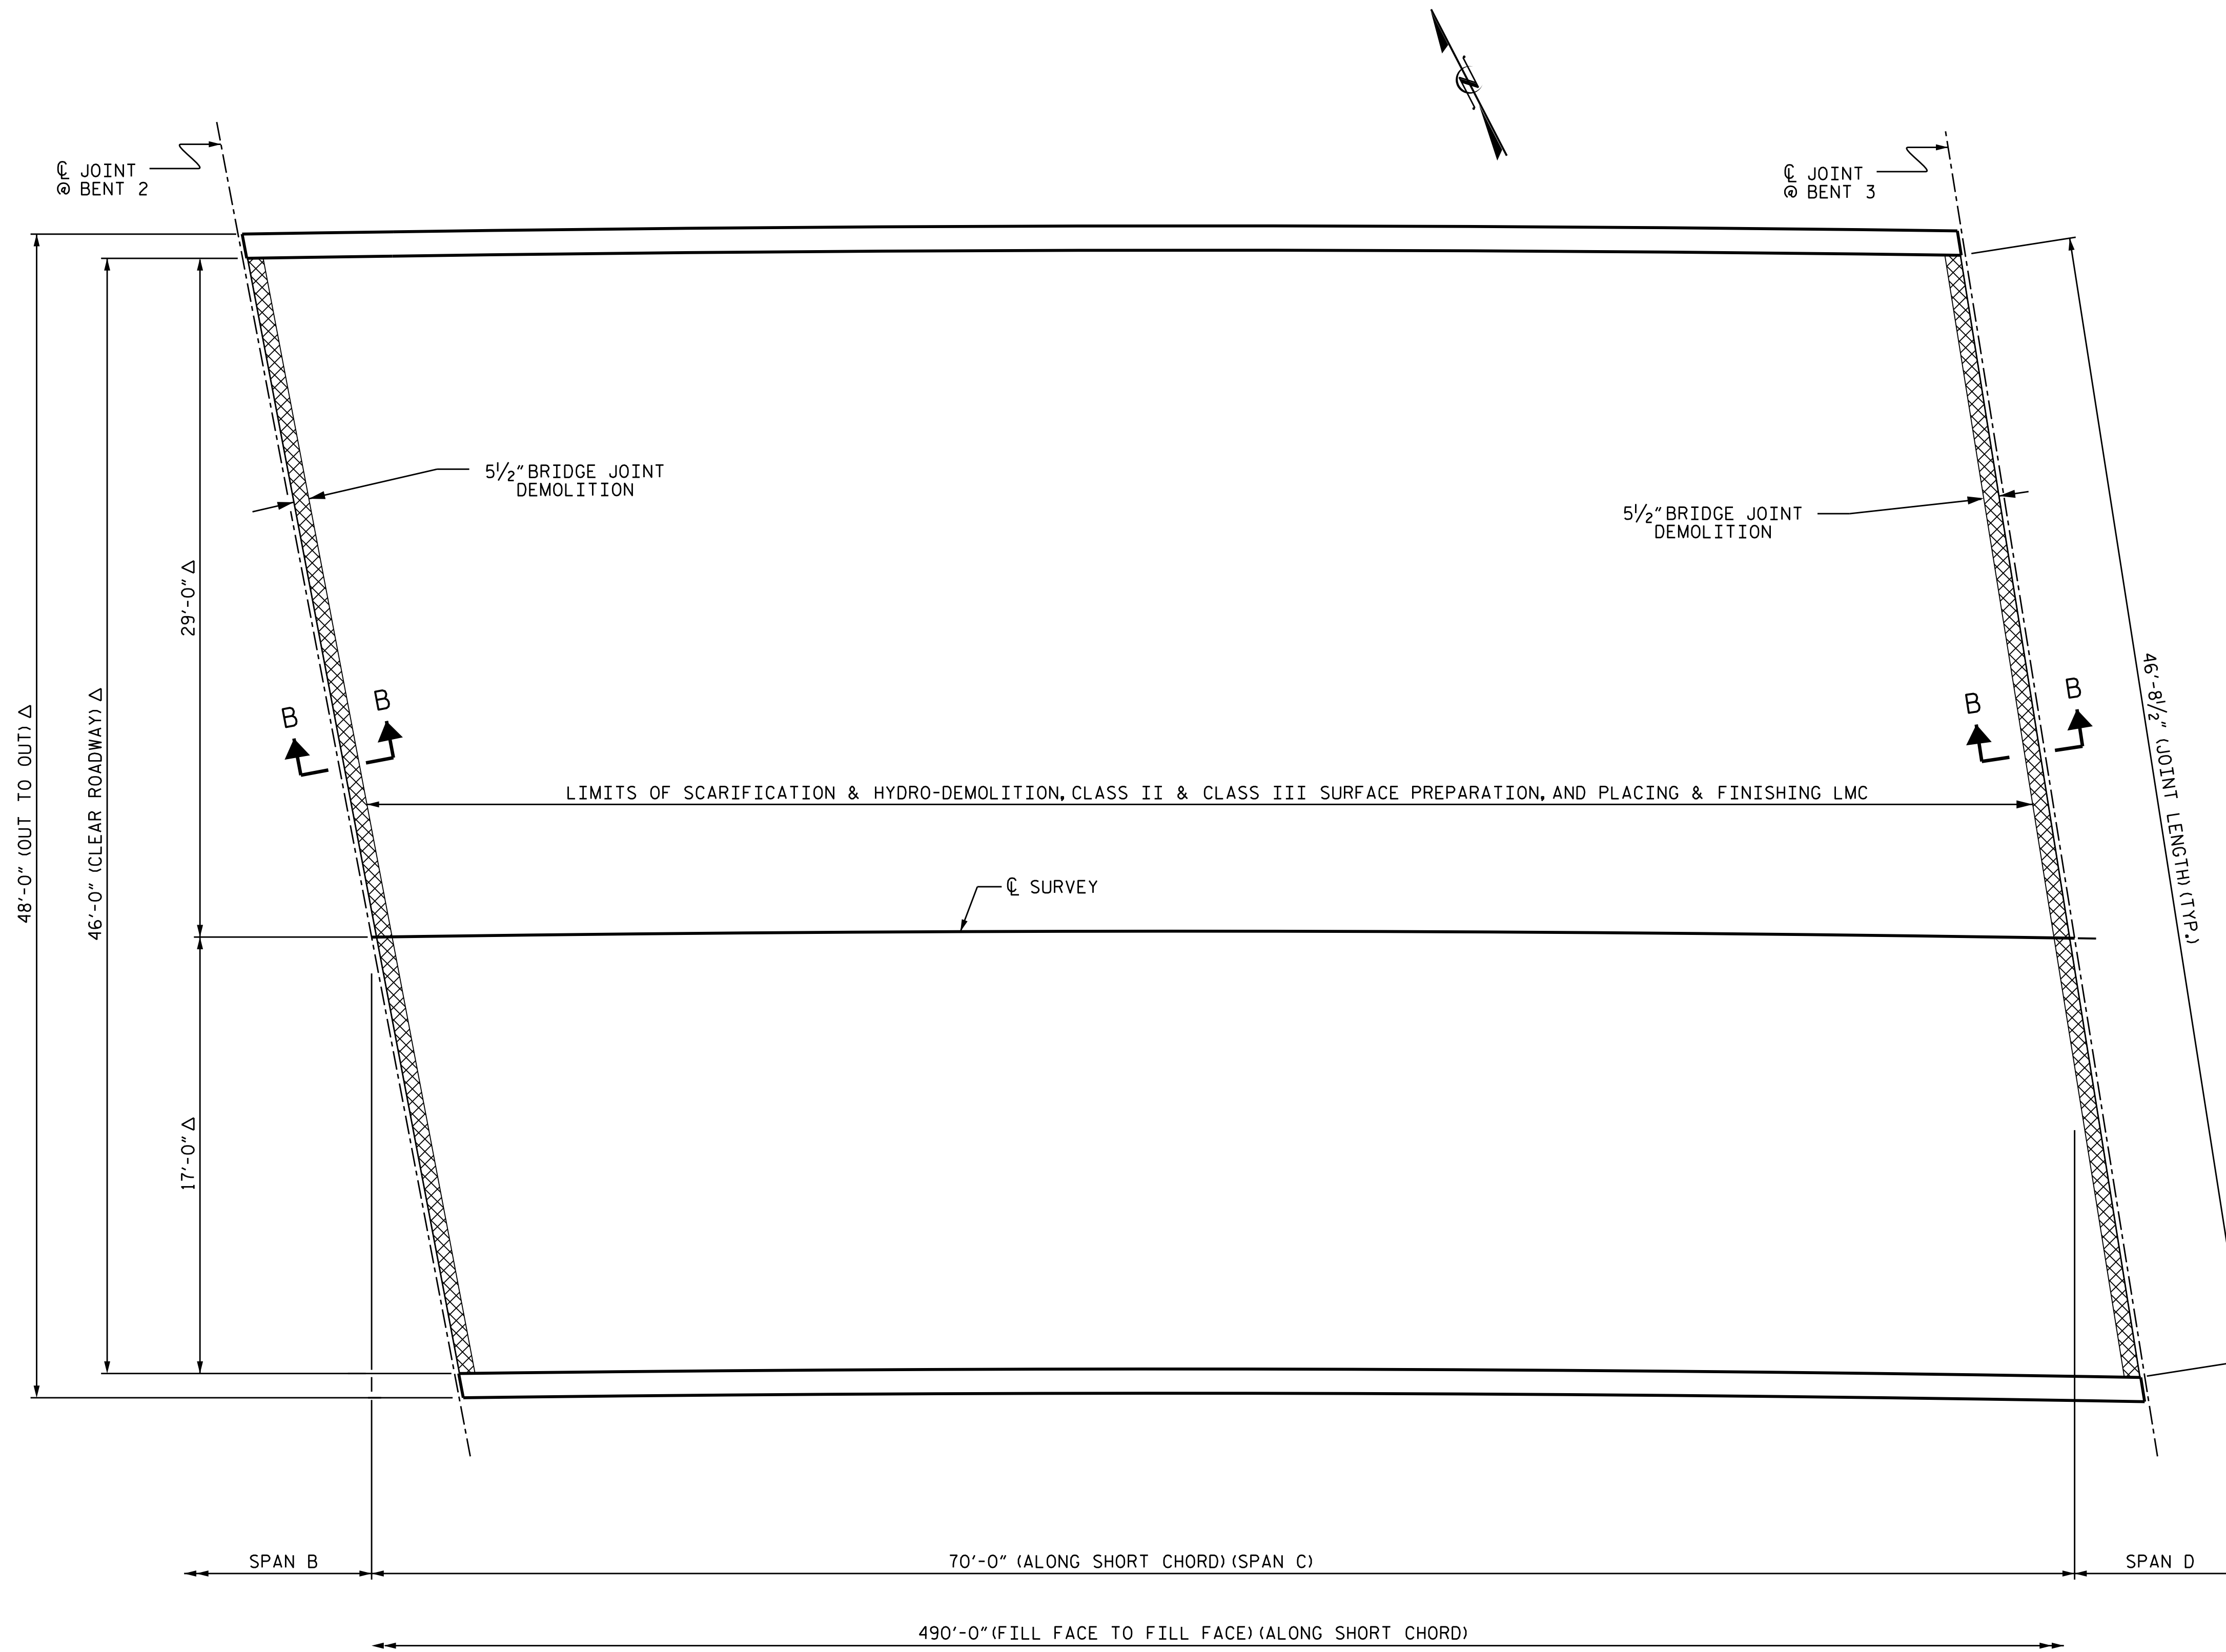 N
℄ JOINT
@ BENT 2
℄ JOINT
@ BENT 3
5½" BRIDGE JOINT
DEMOLITION
5½" BRIDGE JOINT
DEMOLITION
48'-0" (OUT TO OUT) Δ
46'-0" (CLEAR ROADWAY) Δ
29'-0" Δ
17'-0" Δ
B
B
B
B
46'-8½" (JOINT LENGTH) (TYP.)
LIMITS OF SCARIFICATION & HYDRO-DEMOLITION, CLASS II & CLASS III SURFACE PREPARATION, AND PLACING & FINISHING LMC
℄ SURVEY
SPAN B
70'-0" (ALONG SHORT CHORD) (SPAN C)
SPAN D
490'-0" (FILL FACE TO FILL FACE) (ALONG SHORT CHORD)